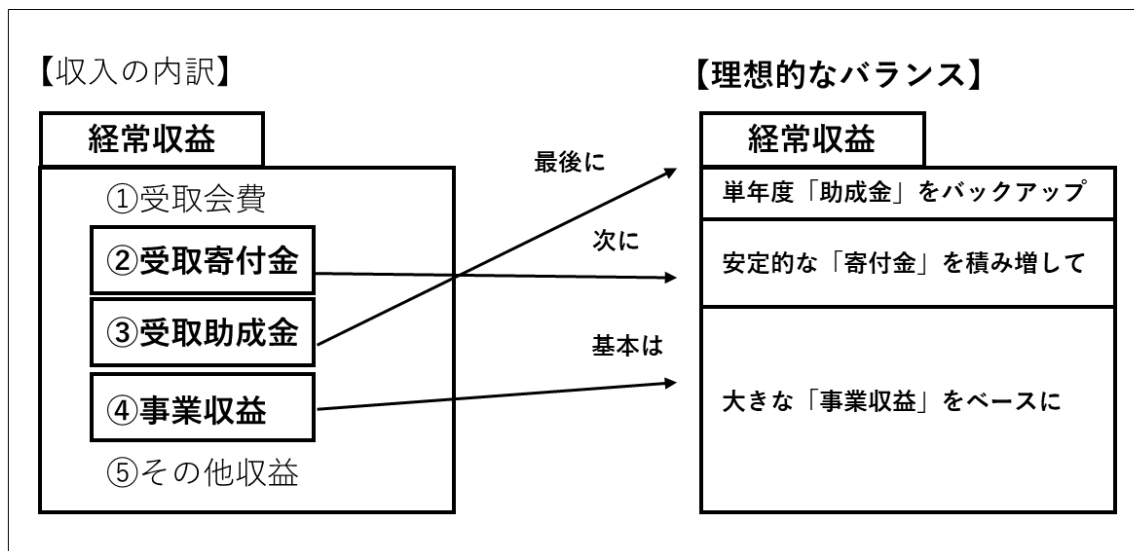 【収入の内訳】
経常収益
①受取会費
②受取寄付金
③受取助成金
④事業収益
⑤その他収益
最後に
次に
基本は
【理想的なバランス】
経常収益
単年度「助成金」をバックアップ
安定的な「寄付金」を積み増して
大きな「事業収益」をベースに